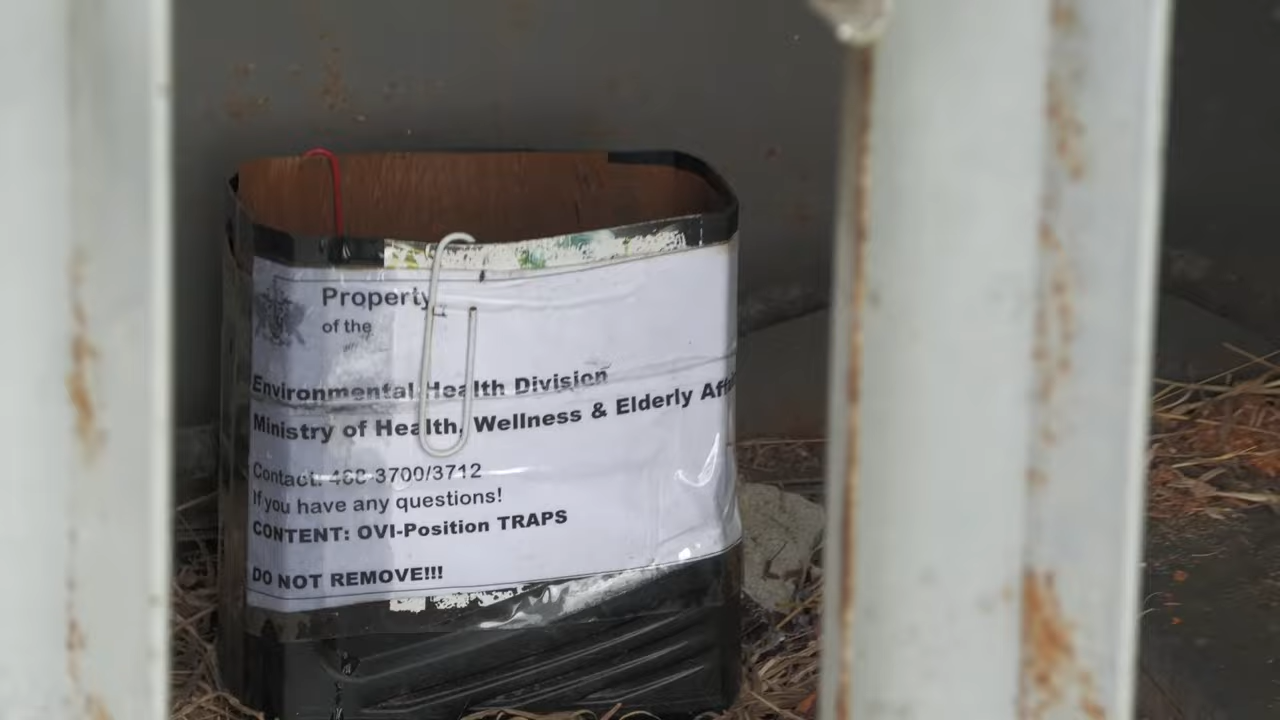 Property
of the
Environmental Health Division
Ministry of Health, Wellness & Elderly
Contact: 468-3700/3712
If you have any questions!
CONTENT: OVI-Position TRAPS
DO NOT REMOVE!!!